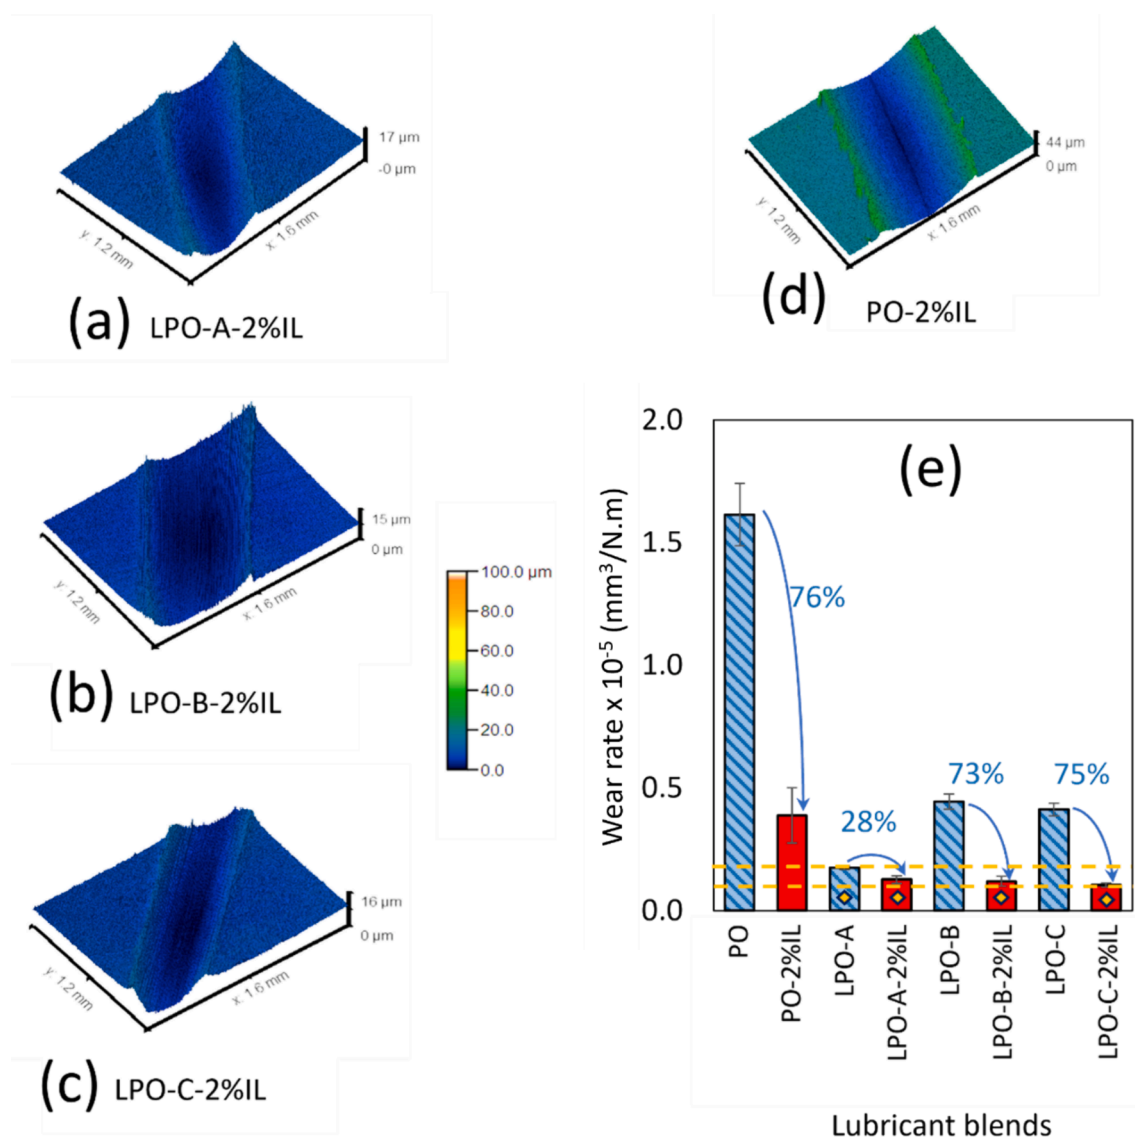 17 µm
-0 µm
y: 1.2 mm
x: 1.6 mm
(a) LPO-A-2%IL
44 µm
0 µm
y: 1.2 mm
x: 1.6 mm
(d) PO-2%IL
15 µm
0 µm
y: 1.2 mm
x: 1.6 mm
(b) LPO-B-2%IL
100.0 µm
80.0
60.0
40.0
20.0
0.0
16 µm
0 µm
y: 1.2 mm
x: 1.6 mm
(c) LPO-C-2%IL
(e)
Wear rate x 10⁻⁵ (mm³/N.m)
2.0
1.5
1.0
0.5
0.0
76%
28%
73%
75%
PO
PO-2%IL
LPO-A
LPO-A-2%IL
LPO-B
LPO-B-2%IL
LPO-C
LPO-C-2%IL
Lubricant blends